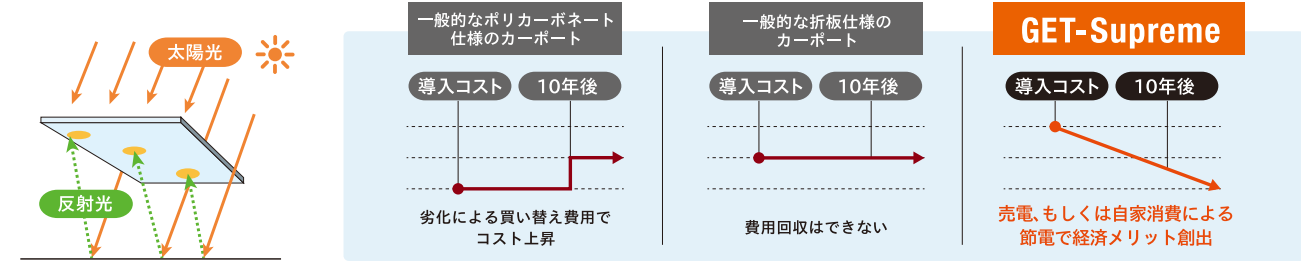 太陽光
反射光
一般的なポリカーボネート
仕様のカーポート
導入コスト
10年後
劣化による買い替え費用で
コスト上昇
一般的な折板仕様の
カーポート
導入コスト
10年後
費用回収はできない
GET-Supreme
導入コスト
10年後
売電、もしくは自家消費による
節電で経済メリット創出